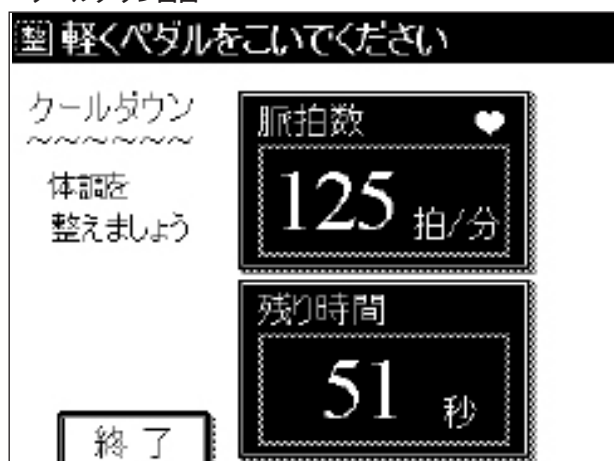 整 軽くペダルをこいでください
クールダウン
体調を
整えましょう
脈拍数
125 拍/分
残り時間
51 秒
終了